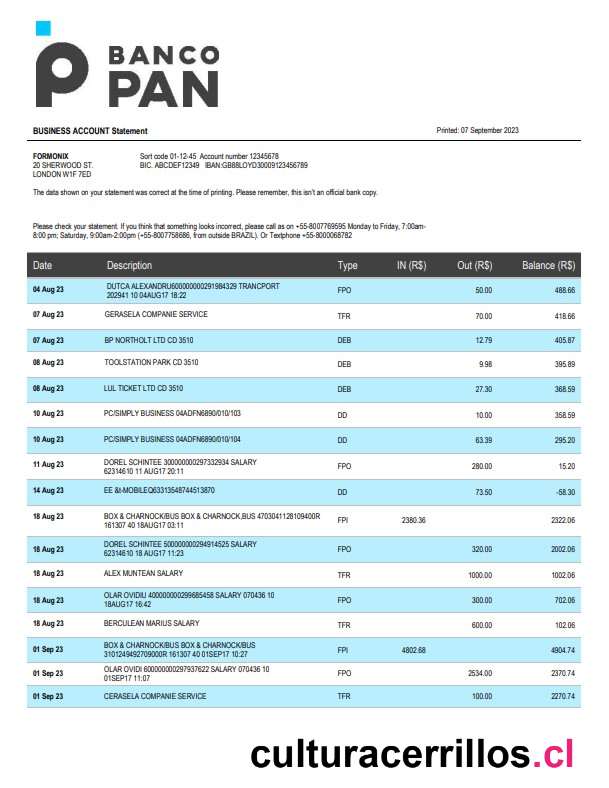 BANCO
PAN
BUSINESS ACCOUNT Statement Printed: 07 September 2023
FORMONIX Sort code 01-12-45 Account number 12345678
20 SHERWOOD ST. BIC. ABCDEF12349 IBAN:GB88LOYD30009123456789
LONDON W1F 7ED
The data shown on your statement was correct at the time of printing. Please remember, this isn't an official bank copy.
Please check your statement. If you think that something looks incorrect, please call as on +55-8007769595 Monday to Friday, 7:00am-
8:00 pm; Saturday, 9:00am-2:00pm (+55-8007758686, from outside BRAZIL). Or Textphone +55-8000068782
Date Description Type IN (R$) Out (R$) Balance (R$)
04 Aug 23 DUTCA ALEXANDRU600000000291984329 TRANCPORT FPO 50.00 488.66
202941 10 04AUG17 18:22
07 Aug 23 GERASELA COMPANIE SERVICE TFR 70.00 418.66
07 Aug 23 BP NORTHOLT LTD CD 3510 DEB 12.79 405.87
08 Aug 23 TOOLSTATION PARK CD 3510 DEB 9.98 395.89
08 Aug 23 LUL TICKET LTD CD 3510 DEB 27.30 368.59
10 Aug 23 PC/SIMPLY BUSINESS 04ADFN6890/010/103 DD 10.00 358.59
10 Aug 23 PC/SIMPLY BUSINESS 04ADFN6890/010/104 DD 63.39 295.20
11 Aug 23 DOREL SCHINTEE 300000000297332934 SALARY FPO 280.00 15.20
62314610 11 AUG17 20:11
14 Aug 23 EE &t-MOBILEQ63313548744513870 DD 73.50 -58.30
18 Aug 23 BOX & CHARNOCK/BUS BOX & CHARNOCK,BUS 4703041128109400R FPI 2380.36 2322.06
161307 40 18AUG17 03:11
18 Aug 23 DOREL SCHINTEE 500000000294914525 SALARY FPO 320.00 2002.06
62314610 18 AUG17 11:23
18 Aug 23 ALEX MUNTEAN SALARY TFR 1000.00 1002.06
18 Aug 23 OLAR OVIDIU 400000000299685458 SALARY 070436 10 FPO 300.00 702.06
18AUG17 16:42
18 Aug 23 BERCULEAN MARIUS SALARY TFR 600.00 102.06
01 Sep 23 BOX & CHARNOCK/BUS BOX & CHARNOCK/BUS FPI 4802.68 4904.74
3101249492709000R 161307 40 01SEP17 10:27
01 Sep 23 OLAR OVIDI 600000000297937622 SALARY 070436 10 FPO 2534.00 2370.74
01SEP17 11:07
01 Sep 23 CERASELA COMPANIE SERVICE TFR 100.00 2270.74
culturacerrillos.cl